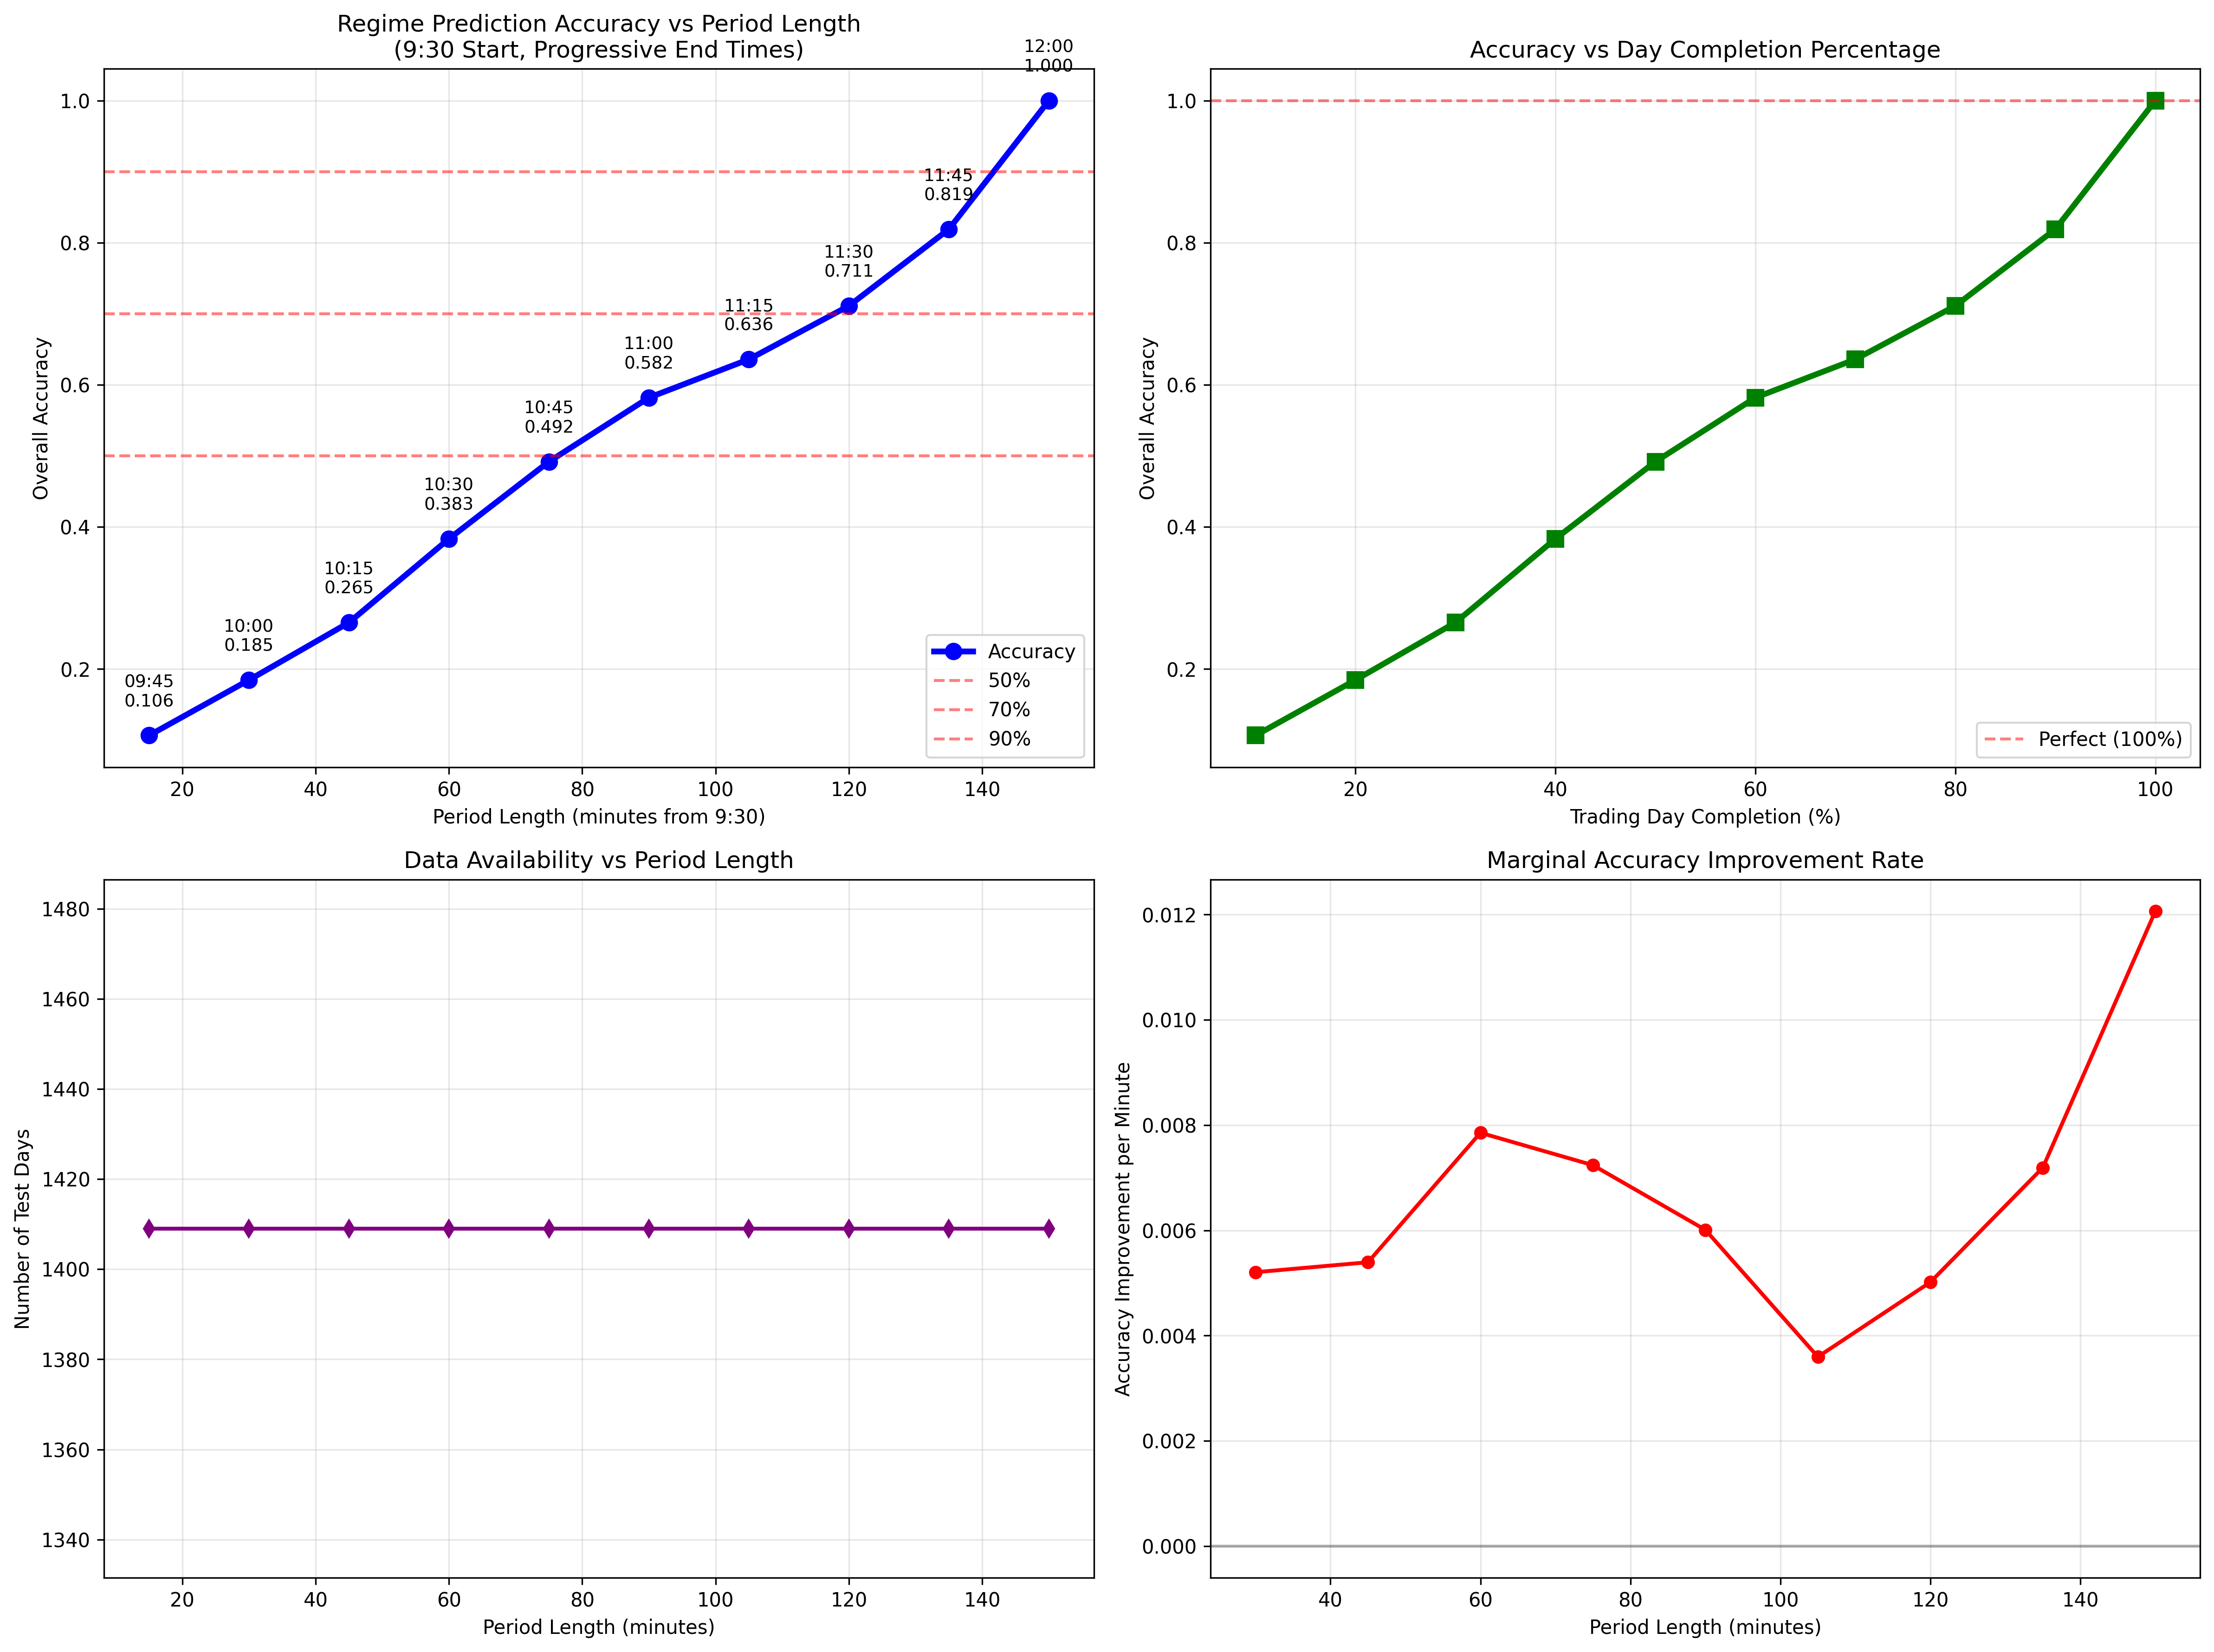 Regime Prediction Accuracy vs Period Length
(9:30 Start, Progressive End Times)
12:00
1.000
11:45
0.819
11:30
0.711
11:15
0.636
11:00
0.582
10:45
0.492
10:30
0.383
10:15
0.265
10:00
0.185
09:45
0.106
1.0
0.8
0.6
0.4
0.2
Overall Accuracy
Accuracy
50%
70%
90%
20 40 60 80 100 120 140
Period Length (minutes from 9:30)
Accuracy vs Day Completion Percentage
1.0
0.8
0.6
0.4
0.2
Overall Accuracy
Perfect (100%)
20 40 60 80 100
Trading Day Completion (%)
Data Availability vs Period Length
1480
1460
1440
1420
1400
1380
1360
1340
Number of Test Days
20 40 60 80 100 120 140
Period Length (minutes)
Marginal Accuracy Improvement Rate
0.012
0.010
0.008
0.006
0.004
0.002
0.000
Accuracy Improvement per Minute
40 60 80 100 120 140
Period Length (minutes)